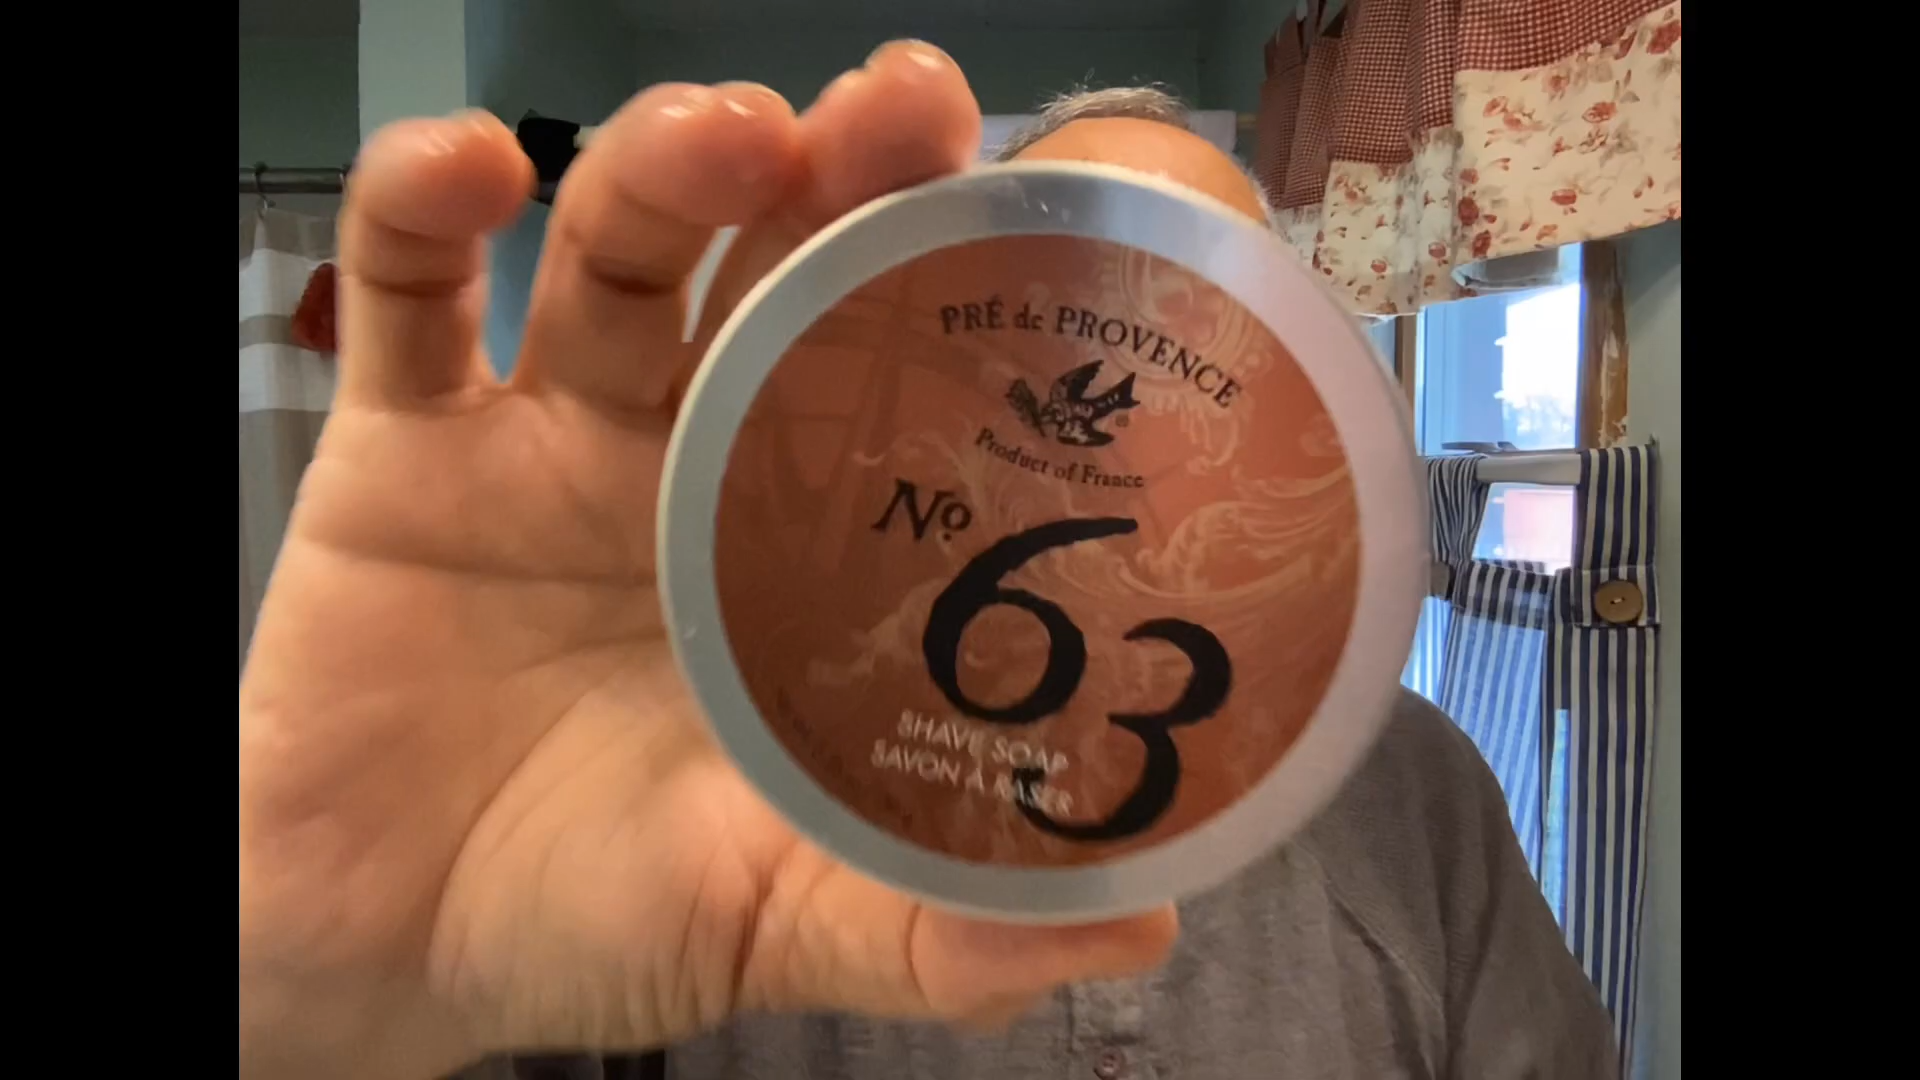 PRÉ de PROVENCE
®
Product of France
Nº 63
SHAVE SOAP
SAVON À RASER